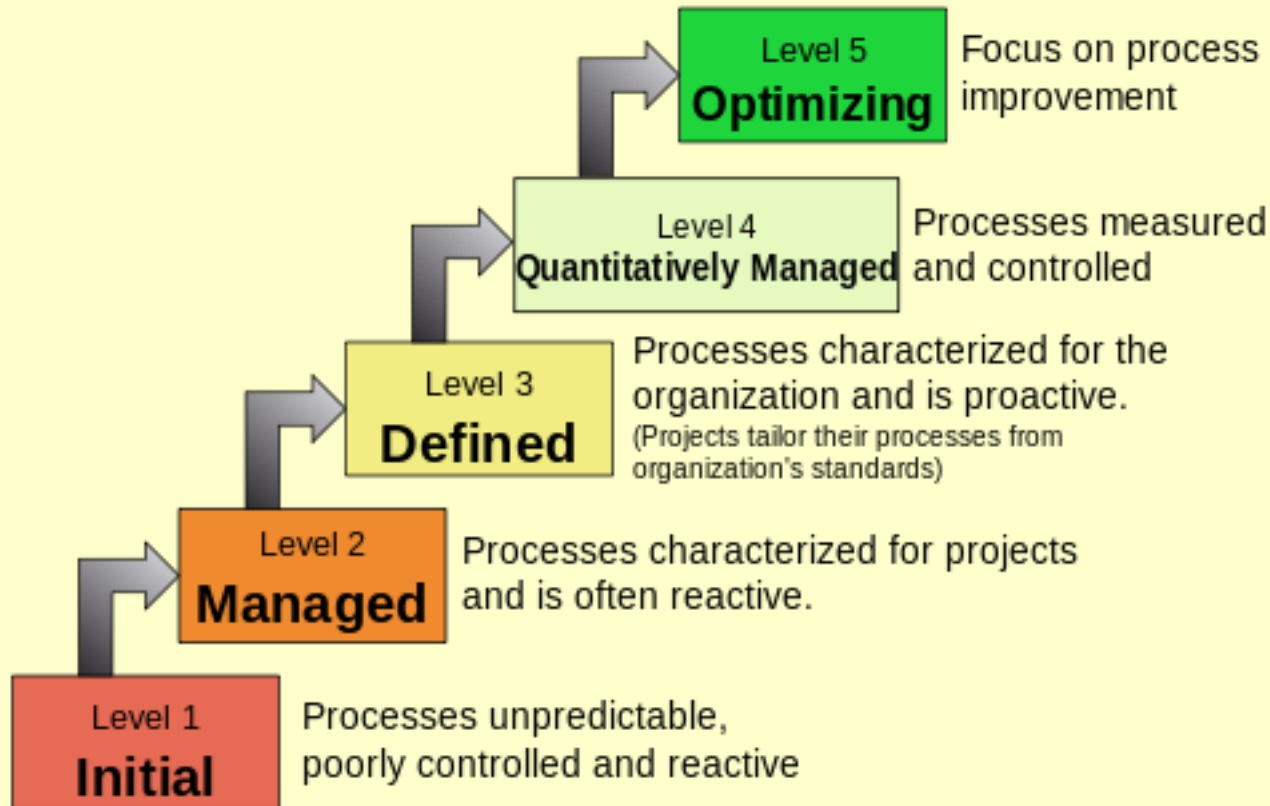 Level 5
Optimizing
Focus on process
improvement
Level 4
Quantitatively Managed
Processes measured
and controlled
Level 3
Defined
Processes characterized for the
organization and is proactive.
(Projects tailor their processes from
organization's standards)
Level 2
Managed
Processes characterized for projects
and is often reactive.
Level 1
Initial
Processes unpredictable,
poorly controlled and reactive